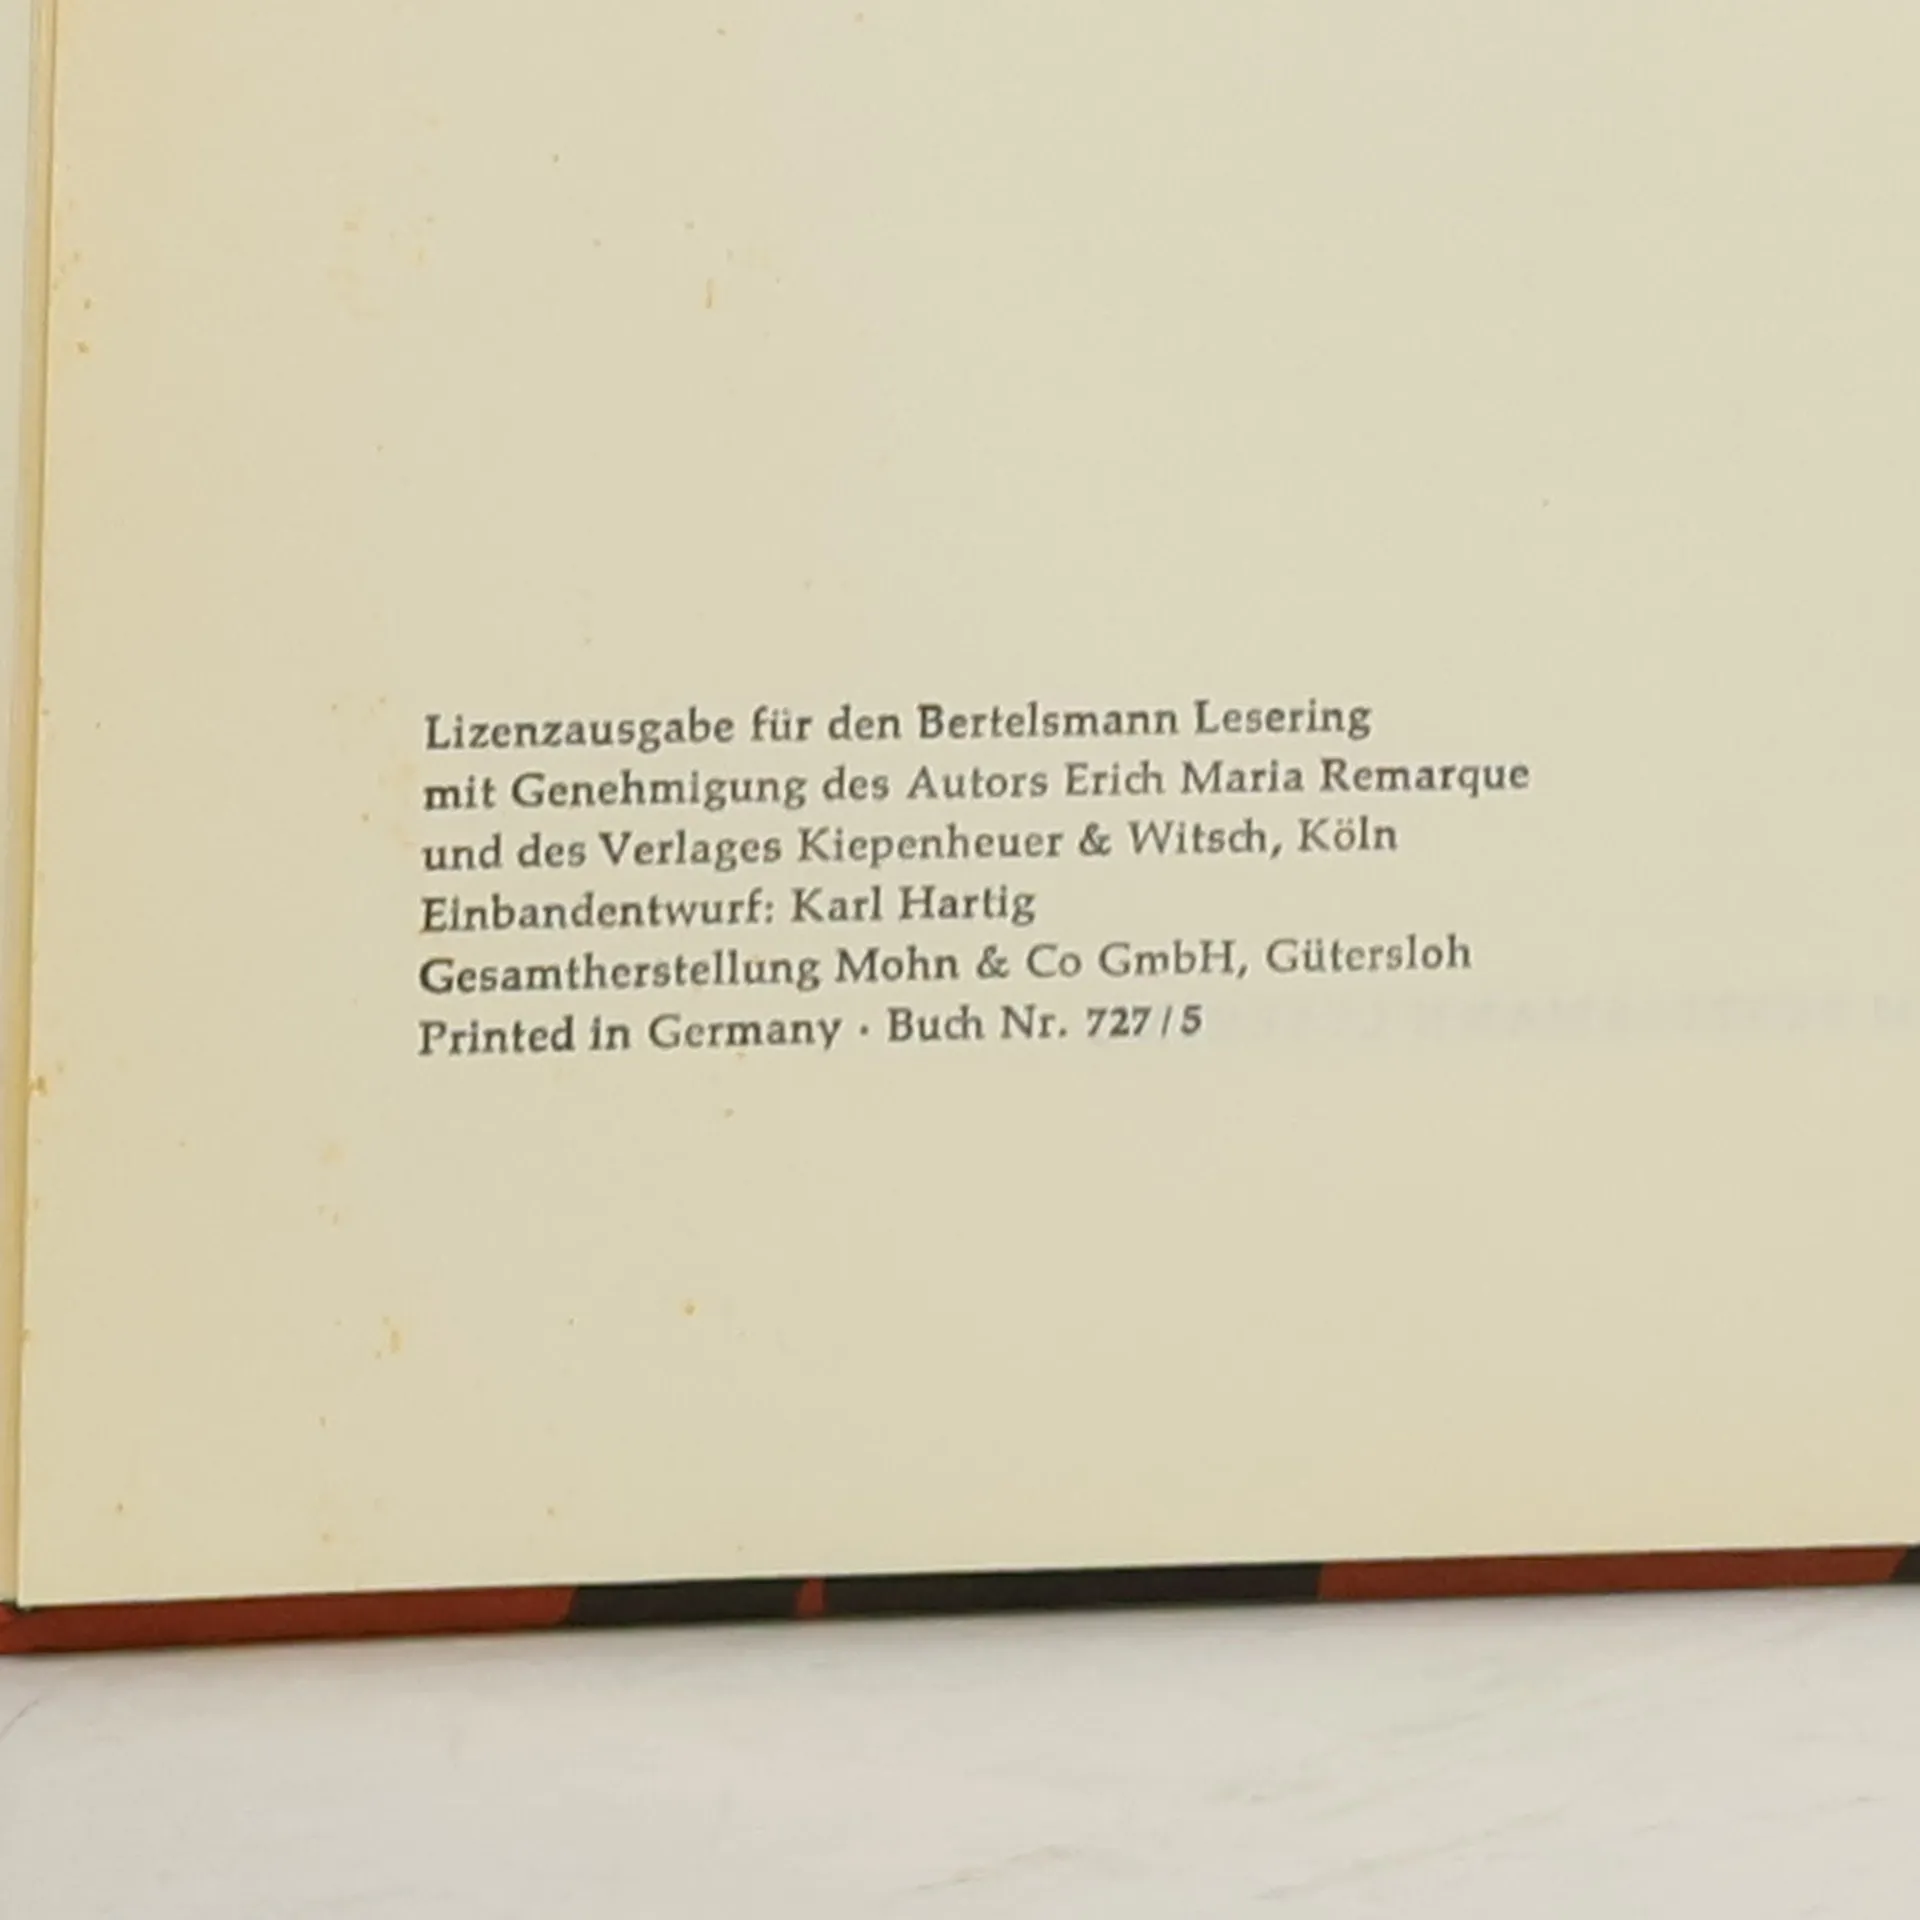 Lizenzausgabe für den Bertelsmann Lesering
mit Genehmigung des Autors Erich Maria Remarque
und des Verlages Kiepenheuer & Witsch, Köln
Einbandentwurf: Karl Hartig
Gesamtherstellung Mohn & Co GmbH, Gütersloh
Printed in Germany · Buch Nr. 727/5